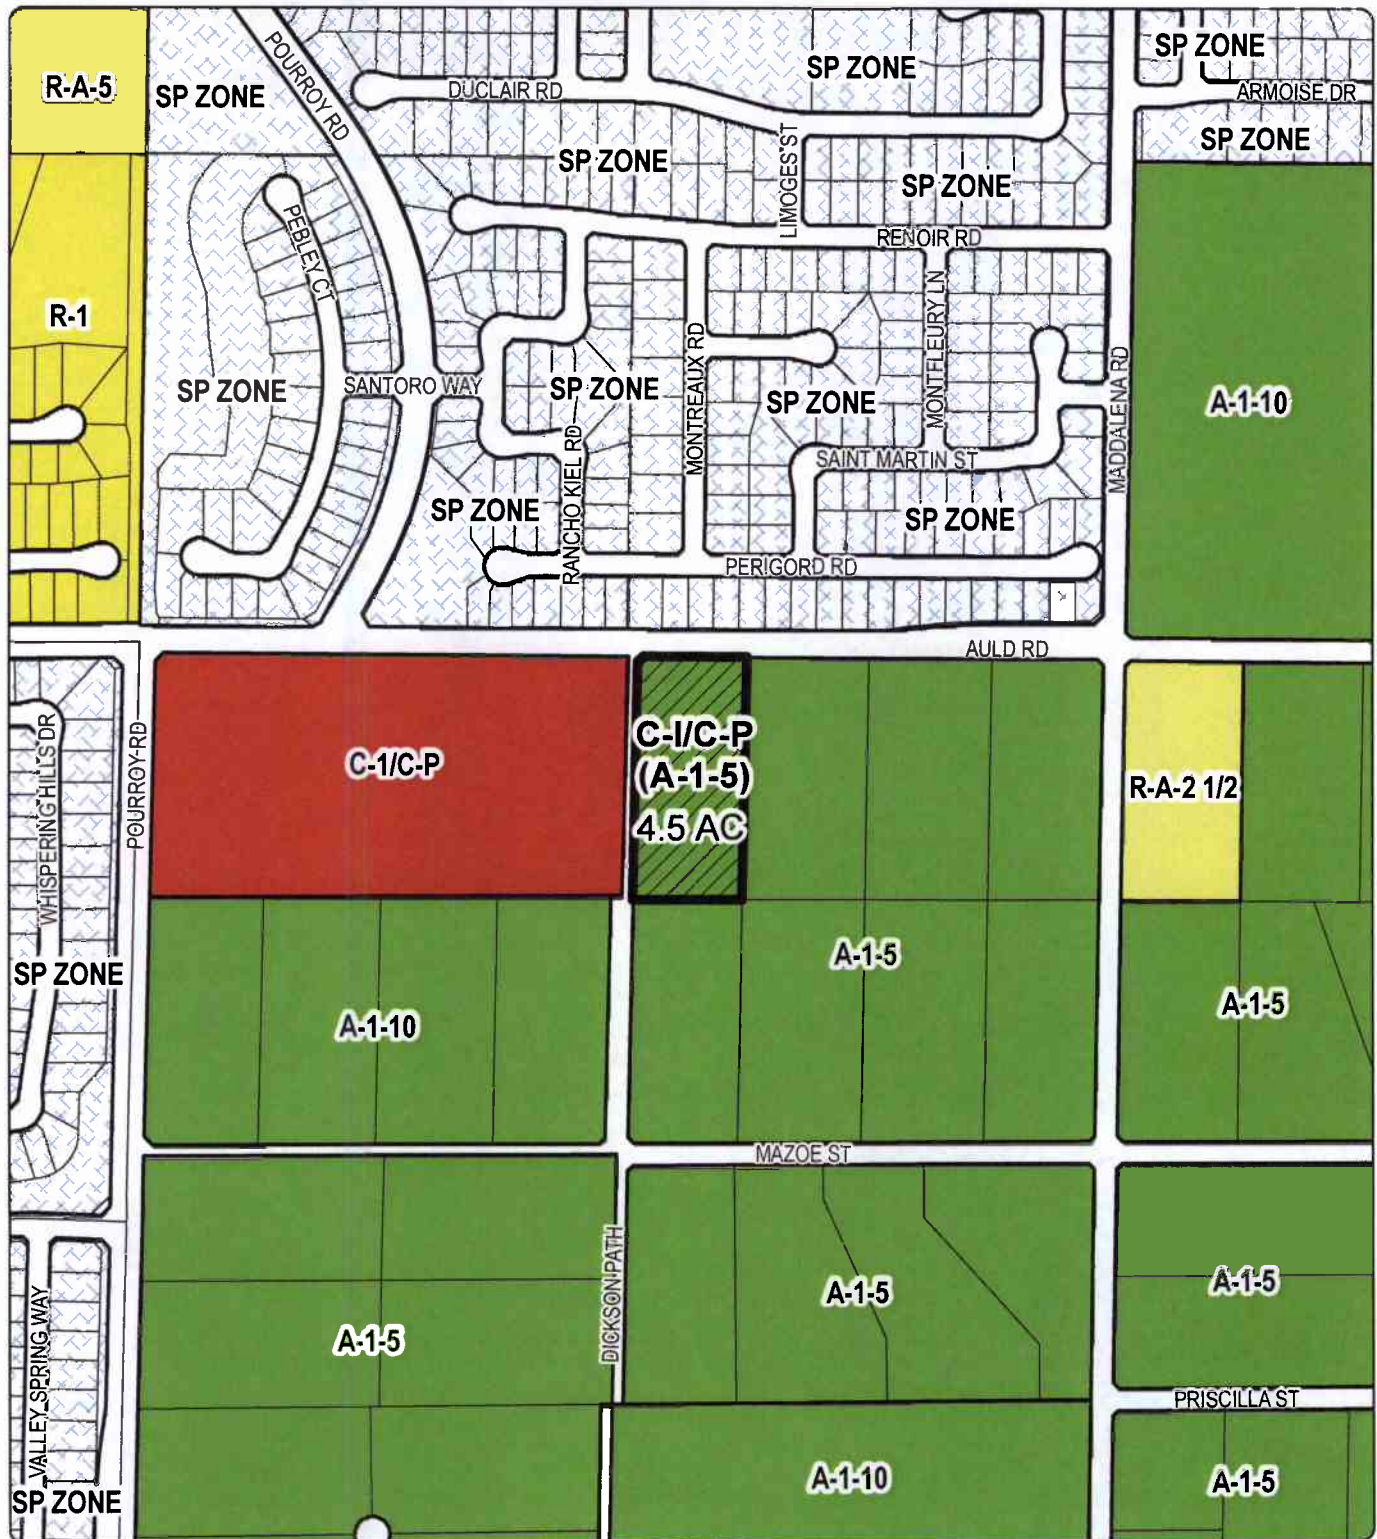 R-A-5
SP ZONE
POURROY RD
DUCLAIR RD
SP ZONE
SP ZONE
ARMOISE DR
SP ZONE
SP ZONE
LIMOGES ST
SP ZONE
PEBLEY CT
RENOIR RD
R-1
MONTFLEURY LN
MONTREAUX RD
MADDALENA RD
SP ZONE
SANTORO WAY
SP ZONE
SP ZONE
A-1-10
RANCHO KIEL RD
SAINT MARTIN ST
SP ZONE
SP ZONE
PERIGORD RD
AULD RD
WHISPERING HILLS DR
POURROY RD
C-1/C-P
C-I/C-P
(A-1-5)
4.5 AC
R-A-2 1/2
SP ZONE
A-1-10
A-1-5
A-1-5
MAZOE ST
DICKSON PATH
A-1-5
A-1-5
A-1-5
VALLEY SPRING WAY
PRISCILLA ST
SP ZONE
A-1-10
A-1-5